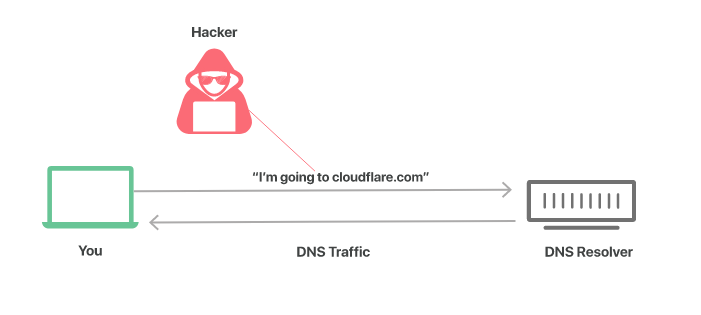 Hacker
“I’m going to cloudflare.com”
You
DNS Traffic
DNS Resolver